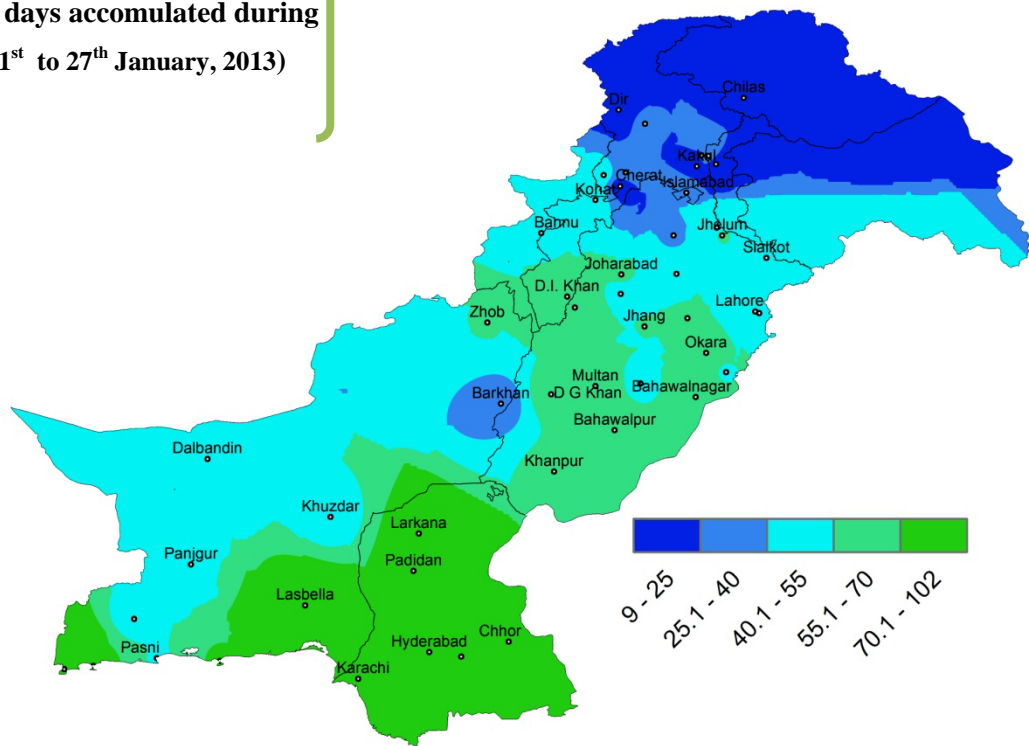 days accomulated during
1st to 27th January, 2013)
Chilas
Dir
Kakul
Cherat
Islamabad
Kohat
Bannu
Jhelum
Sialkot
Joharabad
D.I. Khan
Lahore
Zhob
Jhang
Okara
Multan
Barkhan
D G Khan
Bahawalnagar
Bahawalpur
Dalbandin
Khanpur
Khuzdar
Larkana
Panjgur
Padidan
Lasbella
Chhor
Hyderabad
Pasni
Karachi
9 - 25
25.1 - 40
40.1 - 55
55.1 - 70
70.1 - 102